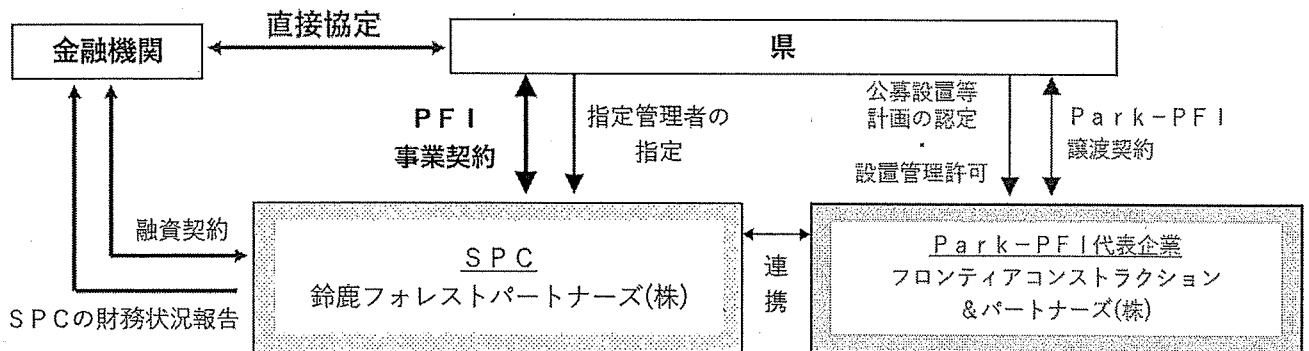 金融機関
直接協定
県
PFI
事業契約
指定管理者の
指定
公募設置等
計画の認定
・
設置管理許可
Park-PFI
譲渡契約
融資契約
SPCの財務状況報告
SPC
鈴鹿フォレストパートナーズ(株)
連
携
Park-PFI代表企業
フロンティアコンストラクション
&パートナーズ(株)